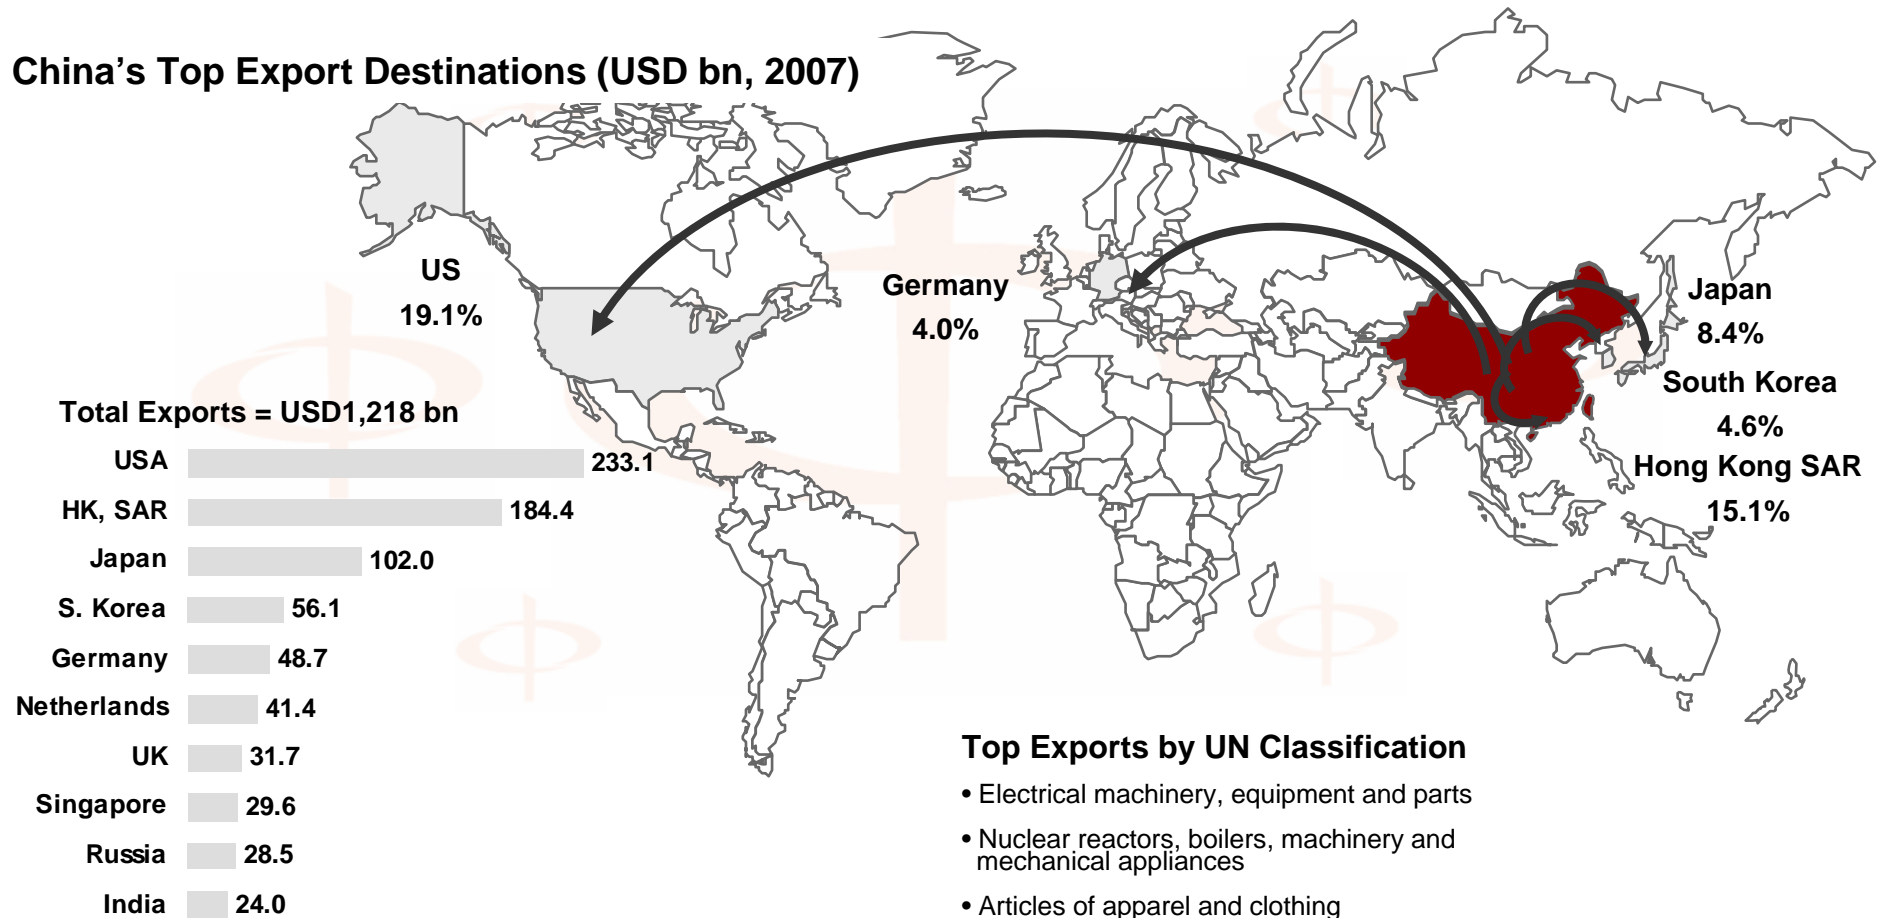 China's Top Export Destinations (USD bn, 2007)
US
19.1%
Germany
4.0%
Japan
8.4%
South Korea
4.6%
Hong Kong SAR
15.1%
Total Exports = USD1,218 bn
USA 233.1
HK, SAR 184.4
Japan 102.0
S. Korea 56.1
Germany 48.7
Netherlands 41.4
UK 31.7
Singapore 29.6
Russia 28.5
India 24.0
Top Exports by UN Classification
• Electrical machinery, equipment and parts
• Nuclear reactors, boilers, machinery and
mechanical appliances
• Articles of apparel and clothing